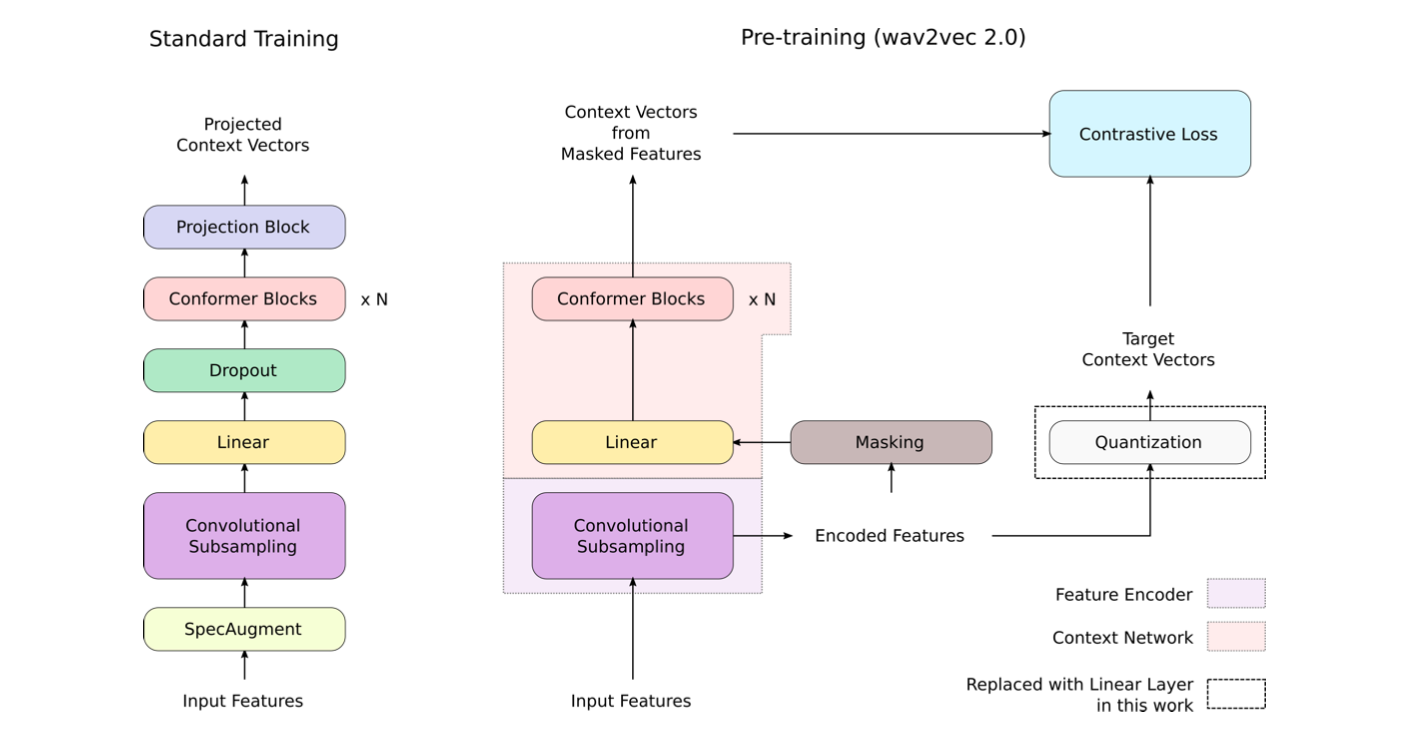 Standard Training
Projected
Context Vectors
Projection Block
Conformer Blocks
x N
Dropout
Linear
Convolutional
Subsampling
SpecAugment
Input Features
Pre-training (wav2vec 2.0)
Context Vectors
from
Masked Features
Contrastive Loss
Conformer Blocks
x N
Target
Context Vectors
Linear
Masking
Quantization
Convolutional
Subsampling
Encoded Features
Input Features
Feature Encoder
Context Network
Replaced with Linear Layer
in this work